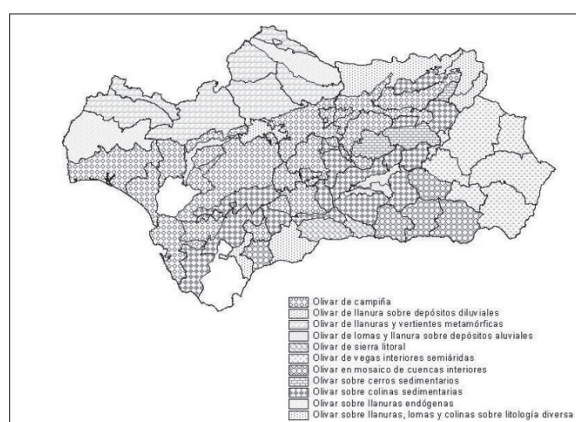 Olivar de campiña
Olivar de llanura sobre depósitos diluviales
Olivar de llanuras y vertientes metamórficas
Olivar de lomas y llanura sobre depósitos aluviales
Olivar de sierra litoral
Olivar de vegas interiores semiáridas
Olivar en mosaico de cuencas interiores
Olivar sobre cerros sedimentarios
Olivar sobre colinas sedimentarias
Olivar sobre llanuras endógenas
Olivar sobre llanuras, lomas y colinas sobre litología diversa